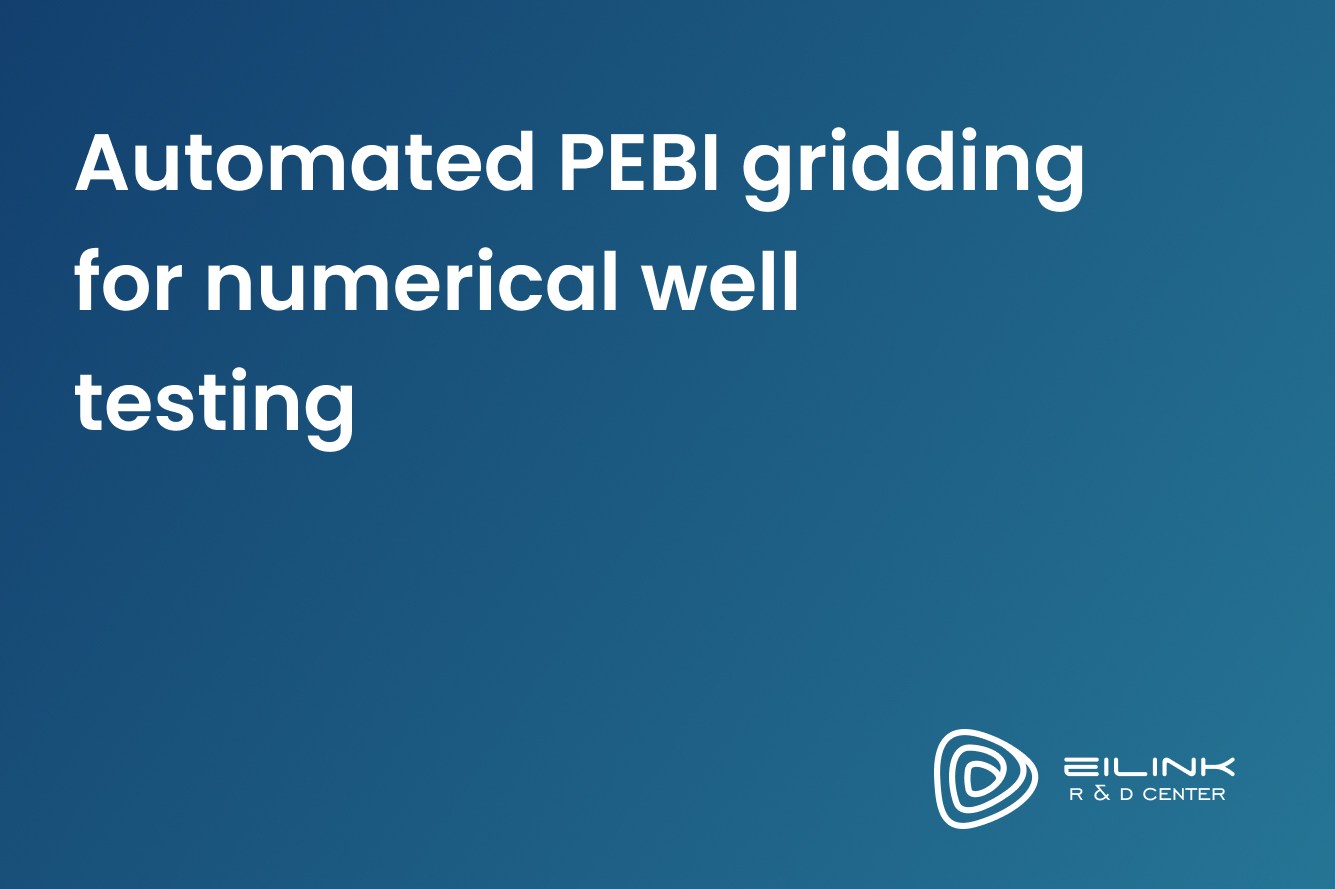 Automated PEBI gridding
for numerical well
testing
EILINK
R & D CENTER